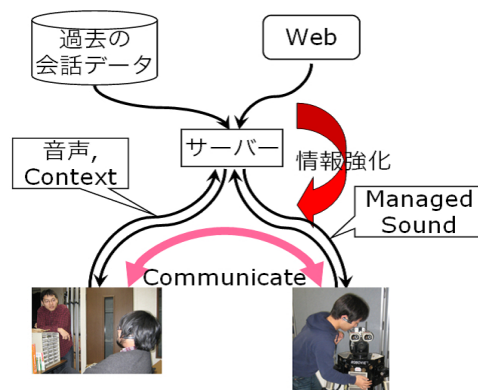 過去の
会話データ
Web
サーバー
音声,
Context
情報強化
Managed
Sound
Communicate